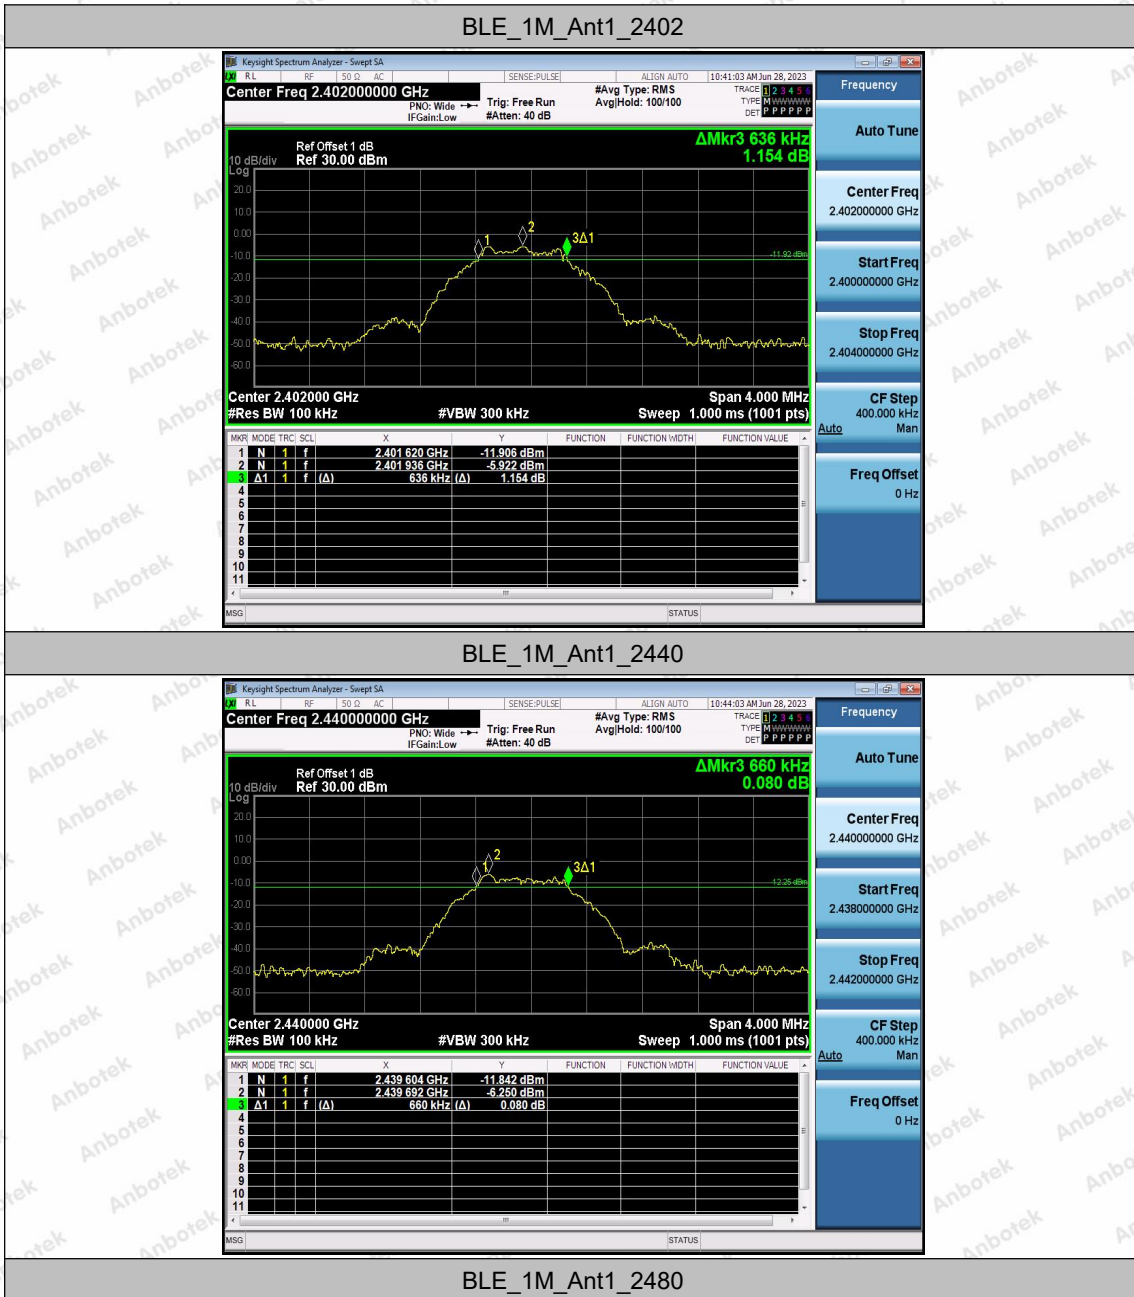 BLE_1M_Ant1_2402
Keysight Spectrum Analyzer - Swept SA
RL RF 50 Ω AC SENSE:PULSE ALIGN AUTO 10:41:03 AM Jun 28, 2023
Center Freq 2.402000000 GHz #Avg Type: RMS TRACE 1 2 3 4 5 6 Frequency
PNO: Wide Trig: Free Run Avg|Hold: 100/100 TYPE M WWWWW
IFGain:Low #Atten: 40 dB DET P P P P P P
Auto Tune
ΔMkr3 636 kHz
Ref Offset 1 dB
10 dB/div Ref 30.00 dBm 1.154 dB
Log
20.0
10.0
0.00
-10.0
-20.0
-30.0
-40.0
-50.0
-60.0
1
2
3Δ1
-11.92 dBm
Center Freq
2.402000000 GHz
Start Freq
2.400000000 GHz
Stop Freq
2.404000000 GHz
Center 2.402000 GHz Span 4.000 MHz
#Res BW 100 kHz #VBW 300 kHz Sweep 1.000 ms (1001 pts)
CF Step
400.000 kHz
Auto Man
Freq Offset
0 Hz
MKR MODE TRC SCL X Y FUNCTION FUNCTION WIDTH FUNCTION VALUE
1 N 1 f 2.401 620 GHz -11.906 dBm
2 N 1 f 2.401 936 GHz -5.922 dBm
3 Δ1 1 f (Δ) 636 kHz (Δ) 1.154 dB
4
5
6
7
8
9
10
11
MSG STATUS
BLE_1M_Ant1_2440
Keysight Spectrum Analyzer - Swept SA
RL RF 50 Ω AC SENSE:PULSE ALIGN AUTO 10:44:03 AM Jun 28, 2023
Center Freq 2.440000000 GHz #Avg Type: RMS TRACE 1 2 3 4 5 6 Frequency
PNO: Wide Trig: Free Run Avg|Hold: 100/100 TYPE M WWWWW
IFGain:Low #Atten: 40 dB DET P P P P P P
Auto Tune
ΔMkr3 660 kHz
Ref Offset 1 dB
10 dB/div Ref 30.00 dBm 0.080 dB
Log
20.0
10.0
0.00
-10.0
-20.0
-30.0
-40.0
-50.0
-60.0
1
2
3Δ1
-12.25 dBm
Center Freq
2.440000000 GHz
Start Freq
2.438000000 GHz
Stop Freq
2.442000000 GHz
Center 2.440000 GHz Span 4.000 MHz
#Res BW 100 kHz #VBW 300 kHz Sweep 1.000 ms (1001 pts)
CF Step
400.000 kHz
Auto Man
Freq Offset
0 Hz
MKR MODE TRC SCL X Y FUNCTION FUNCTION WIDTH FUNCTION VALUE
1 N 1 f 2.439 604 GHz -11.842 dBm
2 N 1 f 2.439 692 GHz -6.250 dBm
3 Δ1 1 f (Δ) 660 kHz (Δ) 0.080 dB
4
5
6
7
8
9
10
11
MSG STATUS
BLE_1M_Ant1_2480